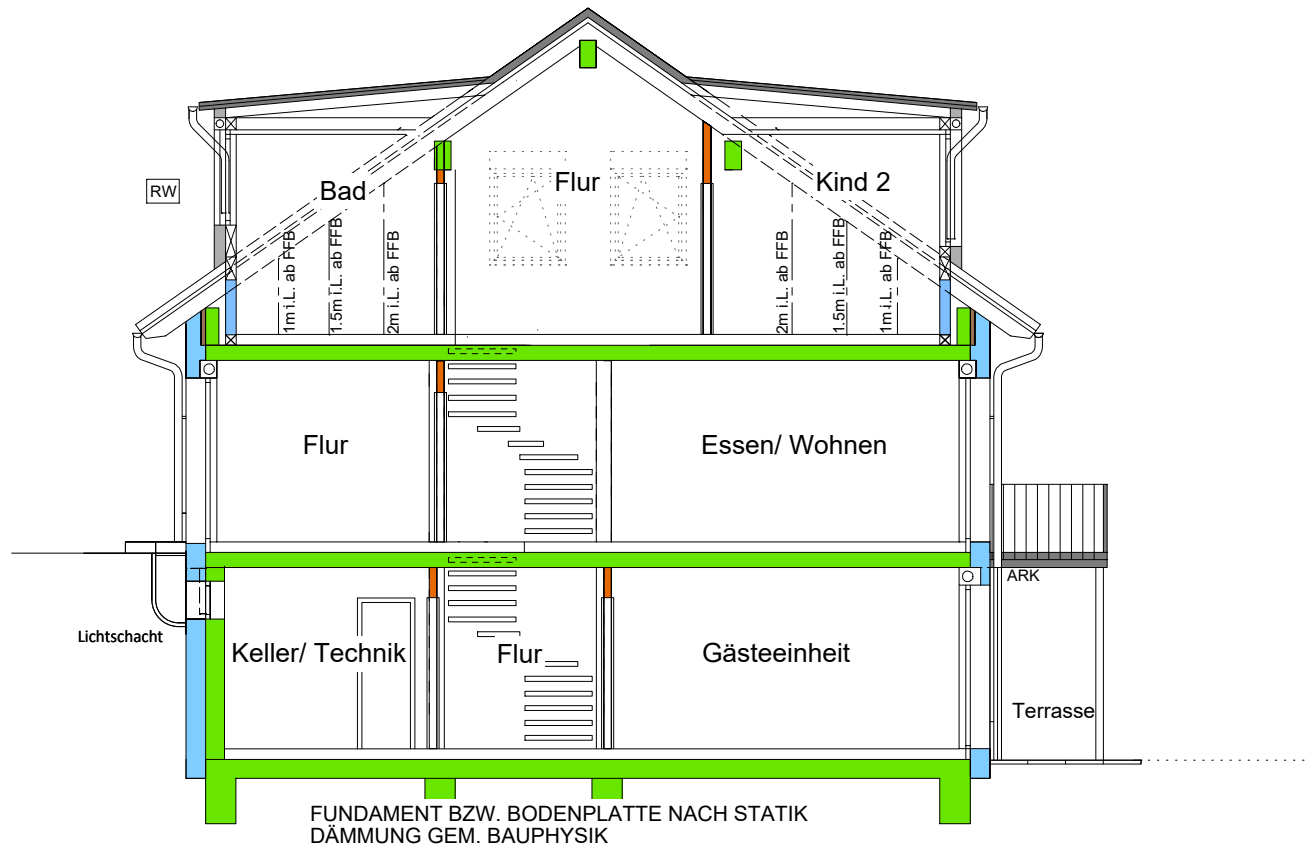 RW
Bad
Flur
Kind 2
1m i.L. ab FFB
1.5m i.L. ab FFB
2m i.L. ab FFB
2m i.L. ab FFB
1.5m i.L. ab FFB
1m i.L. ab FFB
Flur
Essen/ Wohnen
ARK
Lichtschacht
Keller/ Technik
Flur
Gästeeinheit
Terrasse
FUNDAMENT BZW. BODENPLATTE NACH STATIK
DÄMMUNG GEM. BAUPHYSIK